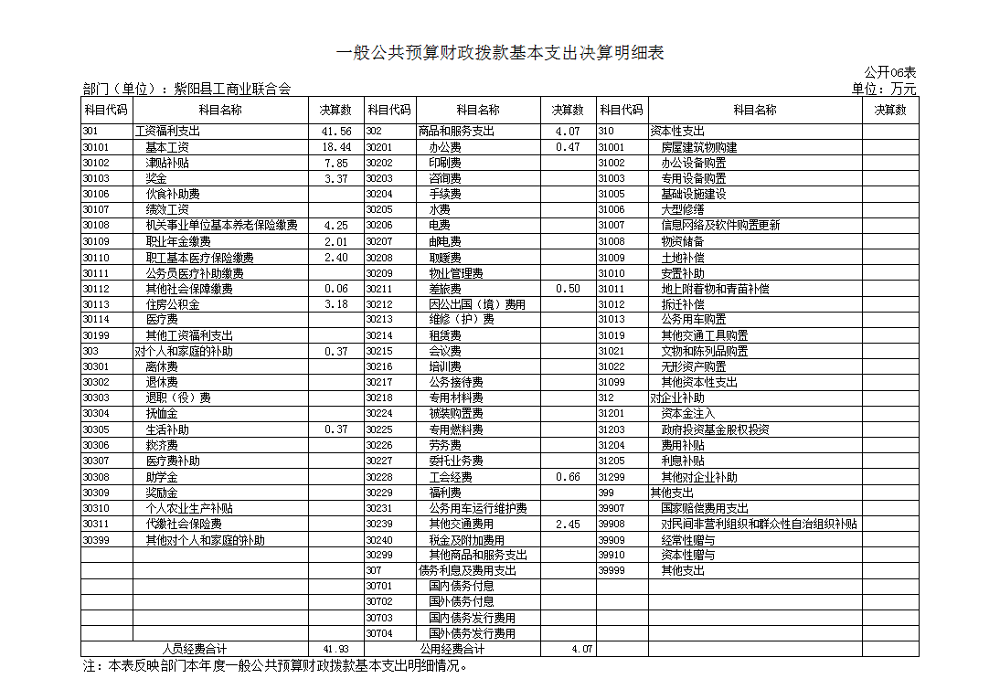 一般公共预算财政拨款基本支出决算明细表
公开06表
部门（单位）：紫阳县工商业联合会 单位：万元
科目代码 科目名称 决算数 科目代码 科目名称 决算数 科目代码 科目名称 决算数
301 工资福利支出 41.56 302 商品和服务支出 4.07 310 资本性支出
30101 基本工资 18.44 30201 办公费 0.47 31001 房屋建筑物购建
30102 津贴补贴 7.85 30202 印刷费 31002 办公设备购置
30103 奖金 3.37 30203 咨询费 31003 专用设备购置
30106 伙食补助费 30204 手续费 31005 基础设施建设
30107 绩效工资 30205 水费 31006 大型修缮
30108 机关事业单位基本养老保险缴费 4.25 30206 电费 31007 信息网络及软件购置更新
30109 职业年金缴费 2.01 30207 邮电费 31008 物资储备
30110 职工基本医疗保险缴费 2.40 30208 取暖费 31009 土地补偿
30111 公务员医疗补助缴费 30209 物业管理费 31010 安置补助
30112 其他社会保障缴费 0.06 30211 差旅费 0.50 31011 地上附着物和青苗补偿
30113 住房公积金 3.18 30212 因公出国（境）费用 31012 拆迁补偿
30114 医疗费 30213 维修（护）费 31013 公务用车购置
30199 其他工资福利支出 30214 租赁费 31019 其他交通工具购置
303 对个人和家庭的补助 0.37 30215 会议费 31021 文物和陈列品购置
30301 离休费 30216 培训费 31022 无形资产购置
30302 退休费 30217 公务接待费 31099 其他资本性支出
30303 退职（役）费 30218 专用材料费 312 对企业补助
30304 抚恤金 30224 被装购置费 31201 资本金注入
30305 生活补助 0.37 30225 专用燃料费 31203 政府投资基金股权投资
30306 救济费 30226 劳务费 31204 费用补贴
30307 医疗费补助 30227 委托业务费 31205 利息补贴
30308 助学金 30228 工会经费 0.66 31299 其他对企业补助
30309 奖励金 30229 福利费 399 其他支出
30310 个人农业生产补贴 30231 公务用车运行维护费 39907 国家赔偿费用支出
30311 代缴社会保险费 30239 其他交通费用 2.45 39908 对民间非营利组织和群众性自治组织补贴
30399 其他对个人和家庭的补助 30240 税金及附加费用 39909 经常性赠与
30299 其他商品和服务支出 39910 资本性赠与
307 债务利息及费用支出 39999 其他支出
30701 国内债务付息
30702 国外债务付息
30703 国内债务发行费用
30704 国外债务发行费用
人员经费合计 41.93 公用经费合计 4.07
注：本表反映部门本年度一般公共预算财政拨款基本支出明细情况。